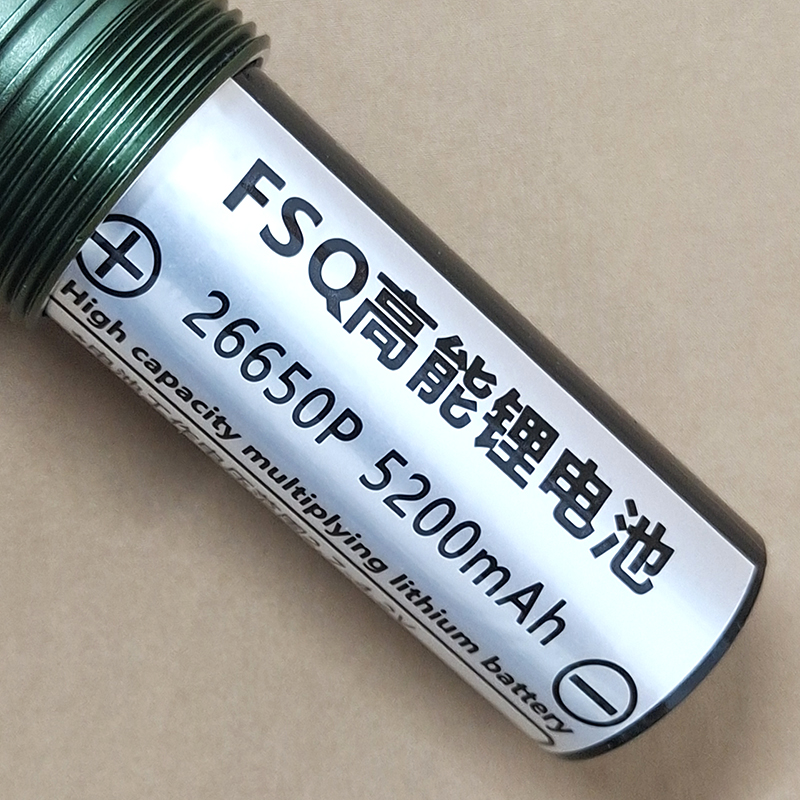 FSQ高能锂电池
26650P 5200mAh
High capacity multiplying lithium battery